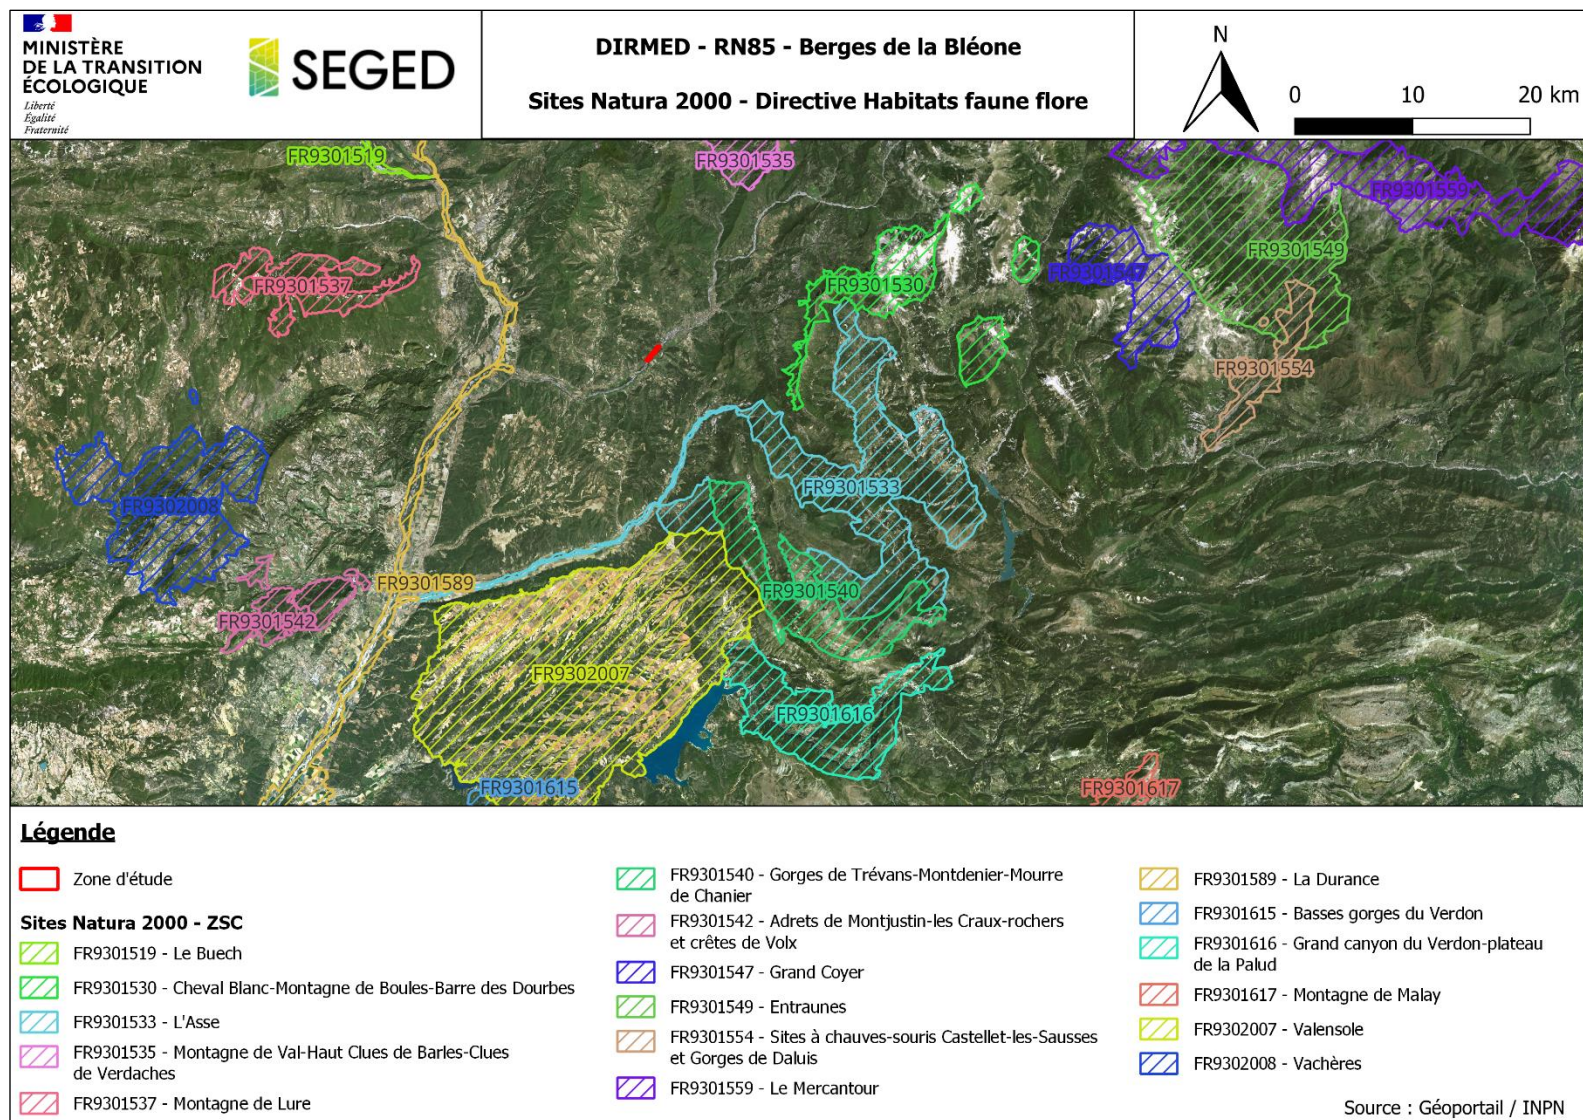 MINISTÈRE
DE LA TRANSITION
ÉCOLOGIQUE
Liberté
Égalité
Fraternité
SEGED
DIRMED - RN85 - Berges de la Bléone
Sites Natura 2000 - Directive Habitats faune flore
N
0 10 20 km
FR9301519
FR9301535
FR9301559
FR9301549
FR9301537
FR9301530
FR9301547
FR9301554
FR9302008
FR9301533
FR9301589
FR9301540
FR9301542
FR9302007
FR9301616
FR9301615
FR9301617
Légende
Zone d'étude
Sites Natura 2000 - ZSC
FR9301519 - Le Buech
FR9301530 - Cheval Blanc-Montagne de Boules-Barre des Dourbes
FR9301533 - L'Asse
FR9301535 - Montagne de Val-Haut Clues de Barles-Clues
de Verdaches
FR9301537 - Montagne de Lure
FR9301540 - Gorges de Trévans-Montdenier-Mourre
de Chanier
FR9301542 - Adrets de Montjustin-les Craux-rochers
et crêtes de Volx
FR9301547 - Grand Coyer
FR9301549 - Entraunes
FR9301554 - Sites à chauves-souris Castellet-les-Sausses
et Gorges de Daluis
FR9301559 - Le Mercantour
FR9301589 - La Durance
FR9301615 - Basses gorges du Verdon
FR9301616 - Grand canyon du Verdon-plateau
de la Palud
FR9301617 - Montagne de Malay
FR9302007 - Valensole
FR9302008 - Vachères
Source : Géoportail / INPN